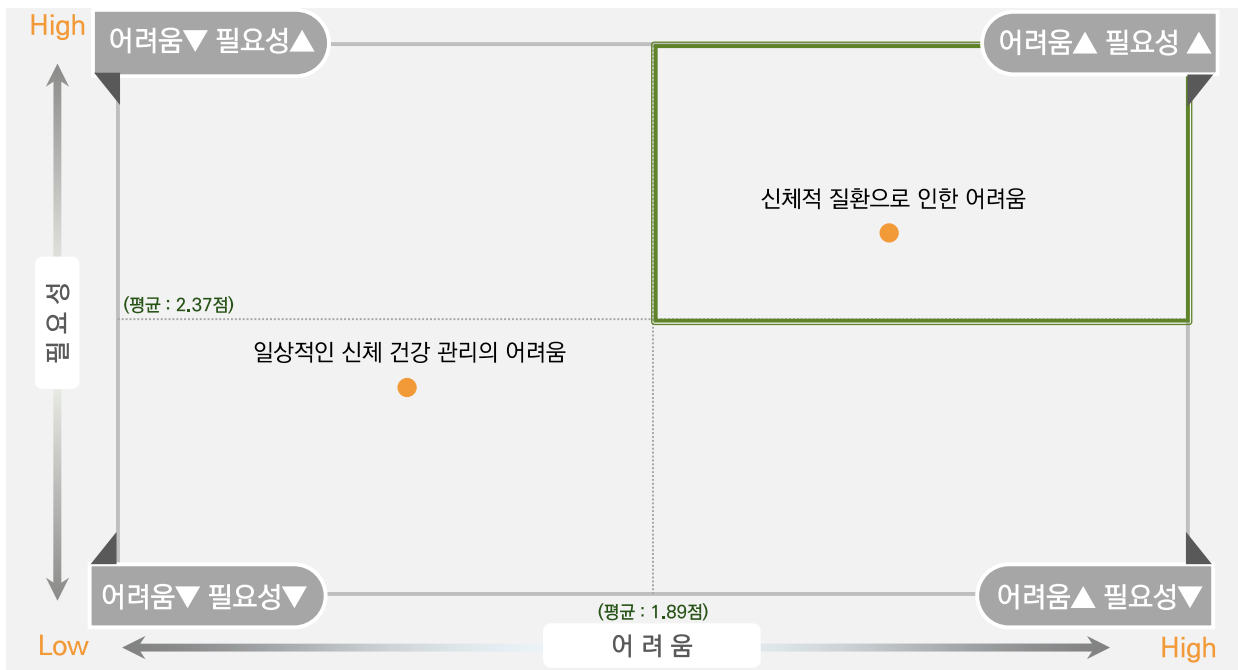 High
어려움▼ 필요성▲
어려움▲ 필요성 ▲
신체적 질환으로 인한 어려움
필요성
(평균 : 2.37점)
일상적인 신체 건강 관리의 어려움
어려움▼ 필요성▼
어려움▲ 필요성▼
(평균 : 1.89점)
Low
어 려 움
High